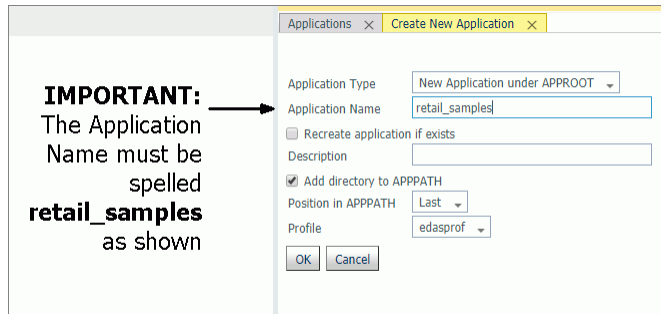 Applications
Create New Application
IMPORTANT:
The Application
Name must be
spelled
retail_samples
as shown
Application Type New Application under APPROOT
Application Name retail_samples
Recreate application if exists
Description
Add directory to APPPATH
Position in APPPATH Last
Profile edasprof
OK Cancel